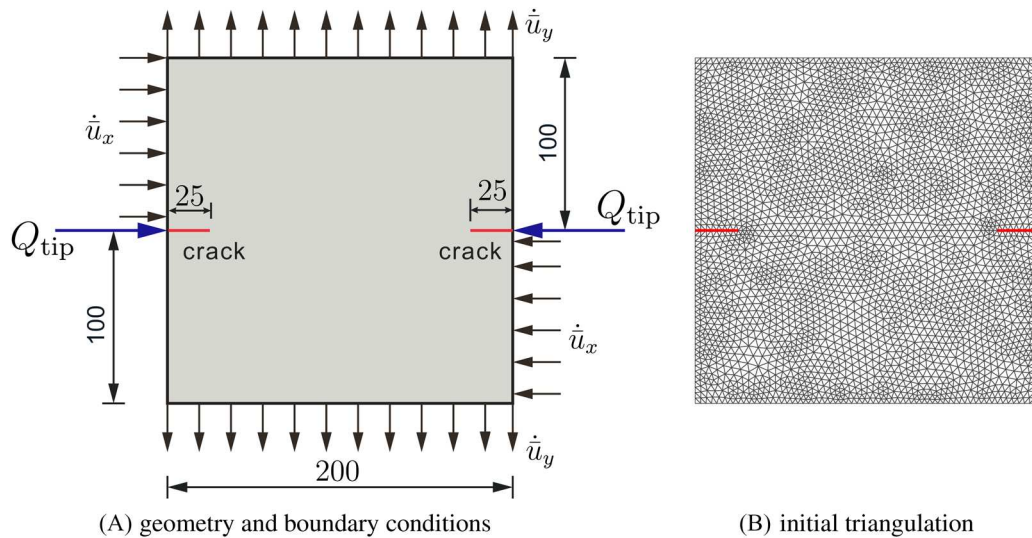 u̇̄_y
u̇̄_x
100
25
25
Q_tip
Q_tip
crack
crack
100
u̇̄_x
u̇̄_y
200
(A) geometry and boundary conditions
(B) initial triangulation